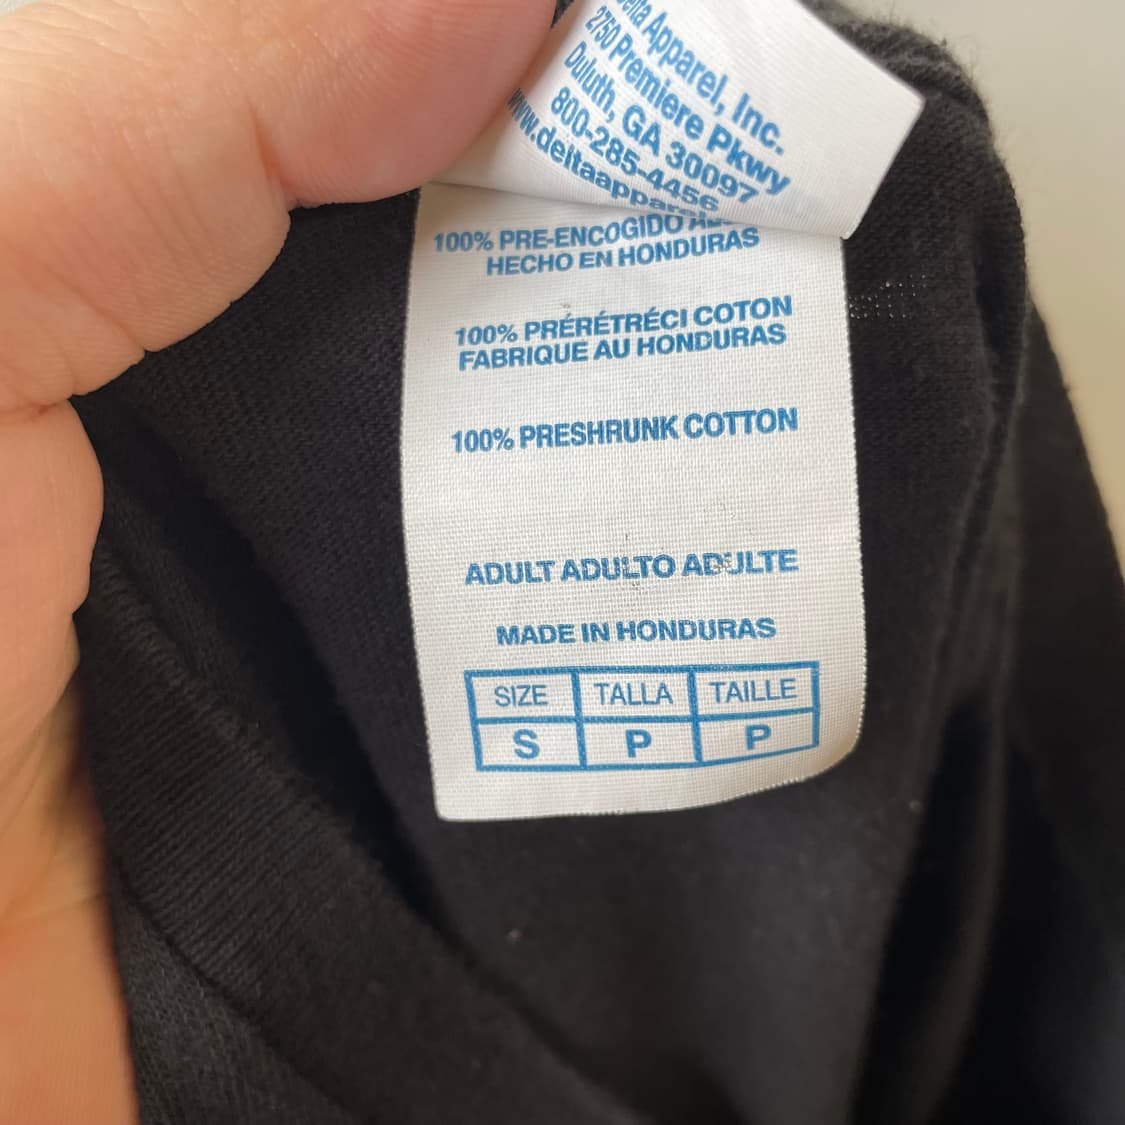 Apparel, Inc.
2750 Premiere Pkwy
Duluth, GA 30097
800-285-4456
100% PRE-ENCOGIDO
HECHO EN HONDURAS
100% PRÉRÉTRÉCI COTON
FABRIQUE AU HONDURAS
100% PRESHRUNK COTTON
ADULT ADULTO ADULTE
MADE IN HONDURAS
SIZE TALLA TAILLE
S P P